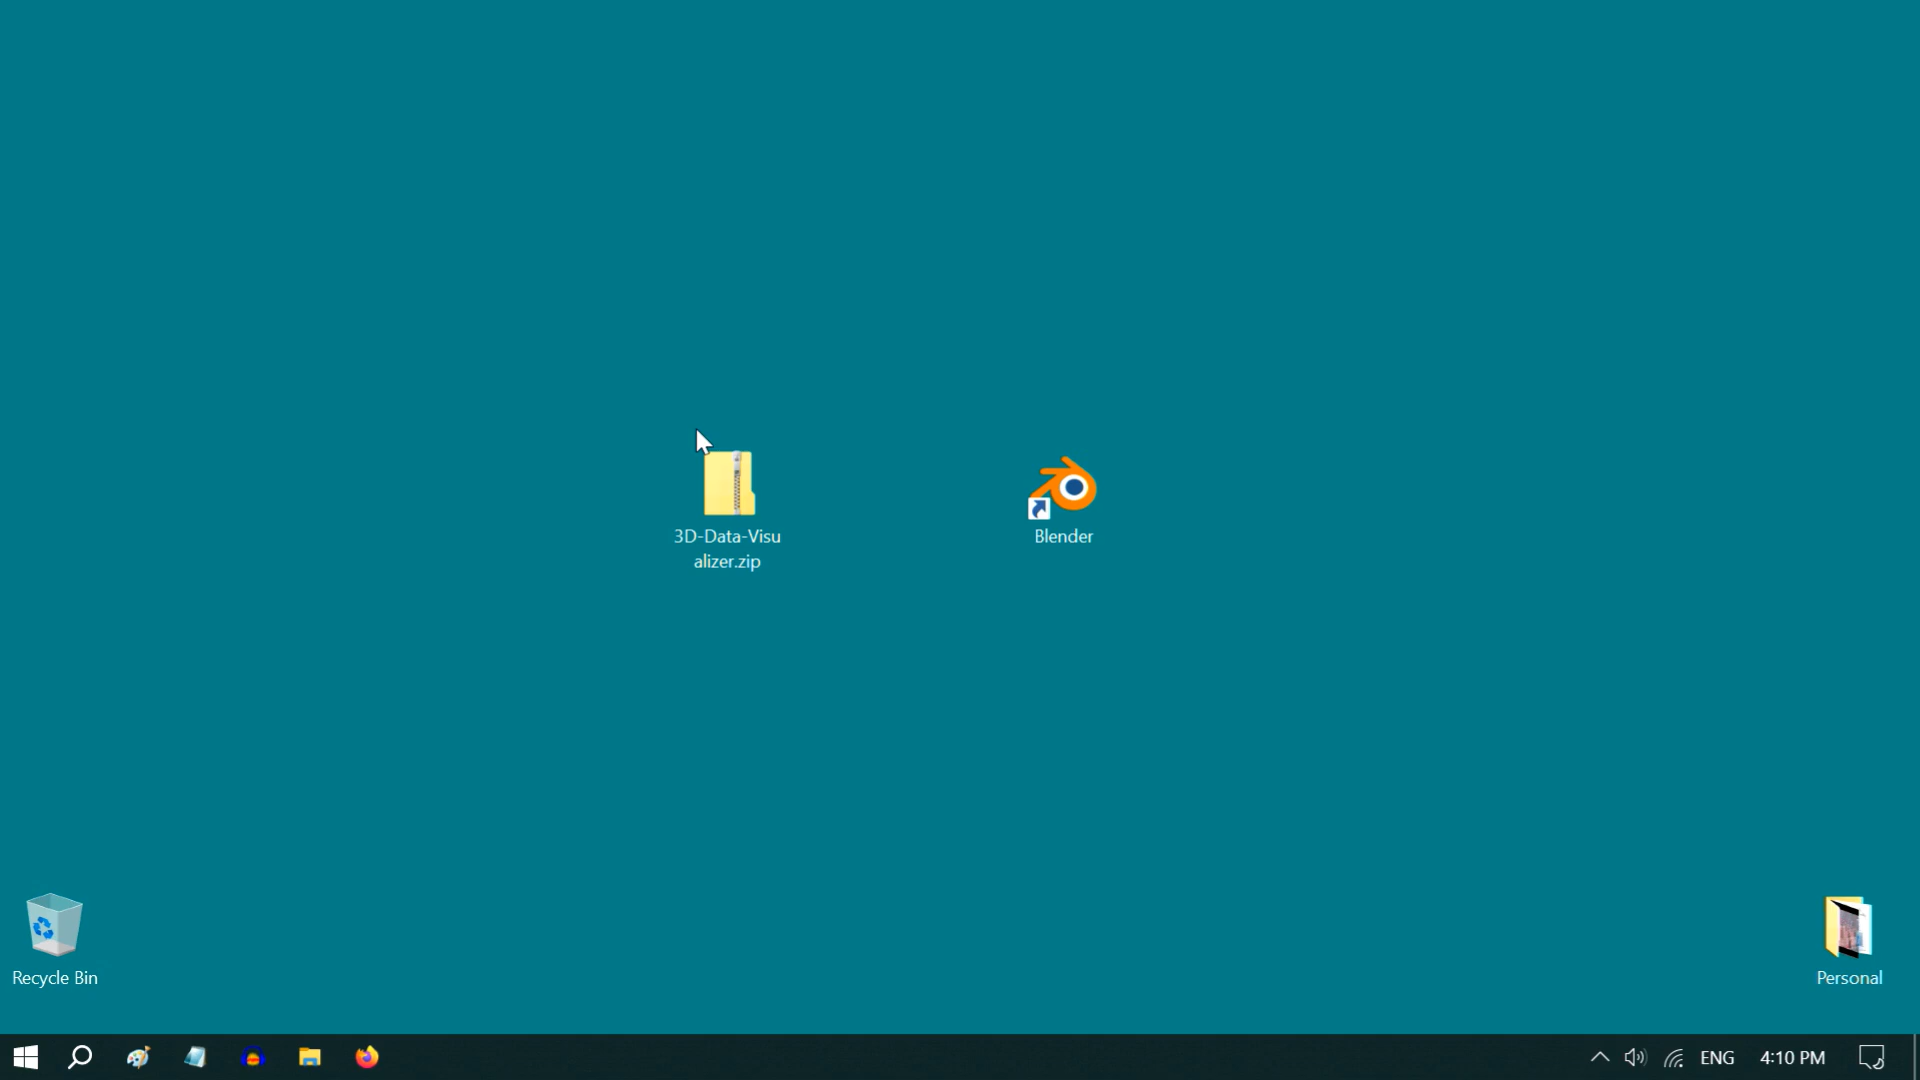 3D-Data-Visu
alizer.zip
Blender
Recycle Bin
Personal
ENG
4:10 PM